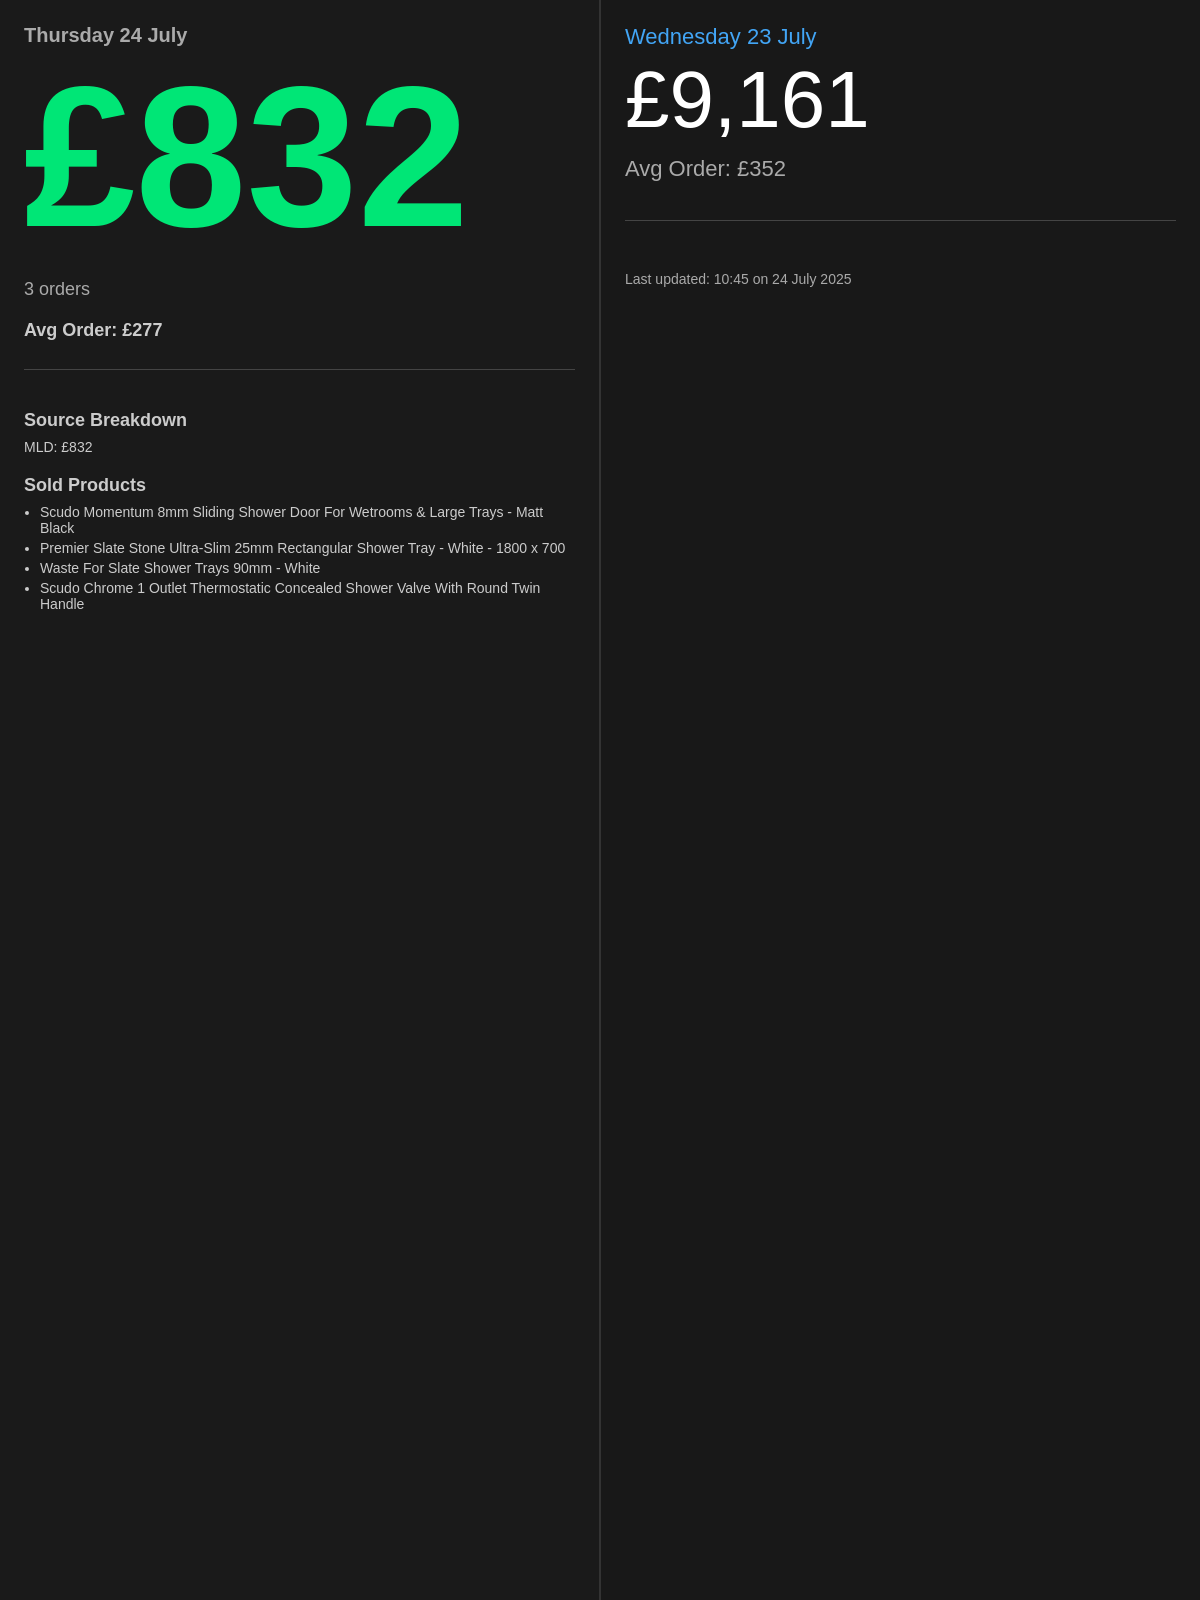 Thursday 24 July
£832
3 orders
Avg Order: £277
Source Breakdown
MLD: £832
Sold Products
• Scudo Momentum 8mm Sliding Shower Door For Wetrooms & Large Trays - Matt
Black
• Premier Slate Stone Ultra-Slim 25mm Rectangular Shower Tray - White - 1800 x 700
• Waste For Slate Shower Trays 90mm - White
• Scudo Chrome 1 Outlet Thermostatic Concealed Shower Valve With Round Twin
Handle
Wednesday 23 July
£9,161
Avg Order: £352
Last updated: 10:45 on 24 July 2025